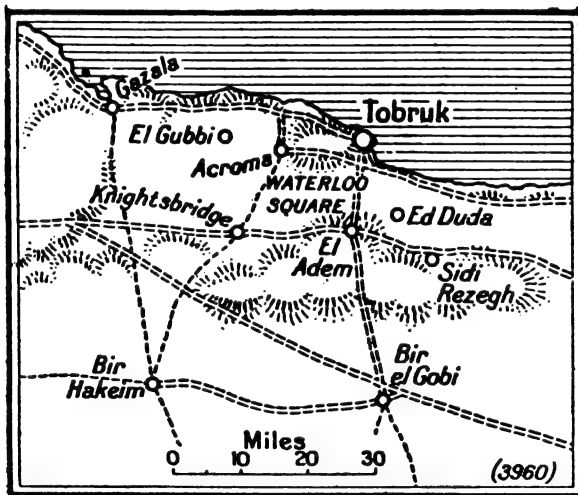 Gazala
Tobruk
El Gubbi
Acroma
WATERLOO
SQUARE
Knightsbridge
Ed Duda
El
Adem
Sidi
Rezegh
Bir
Hakeim
Bir
el Gobi
Miles
0 10 20 30
(3960)